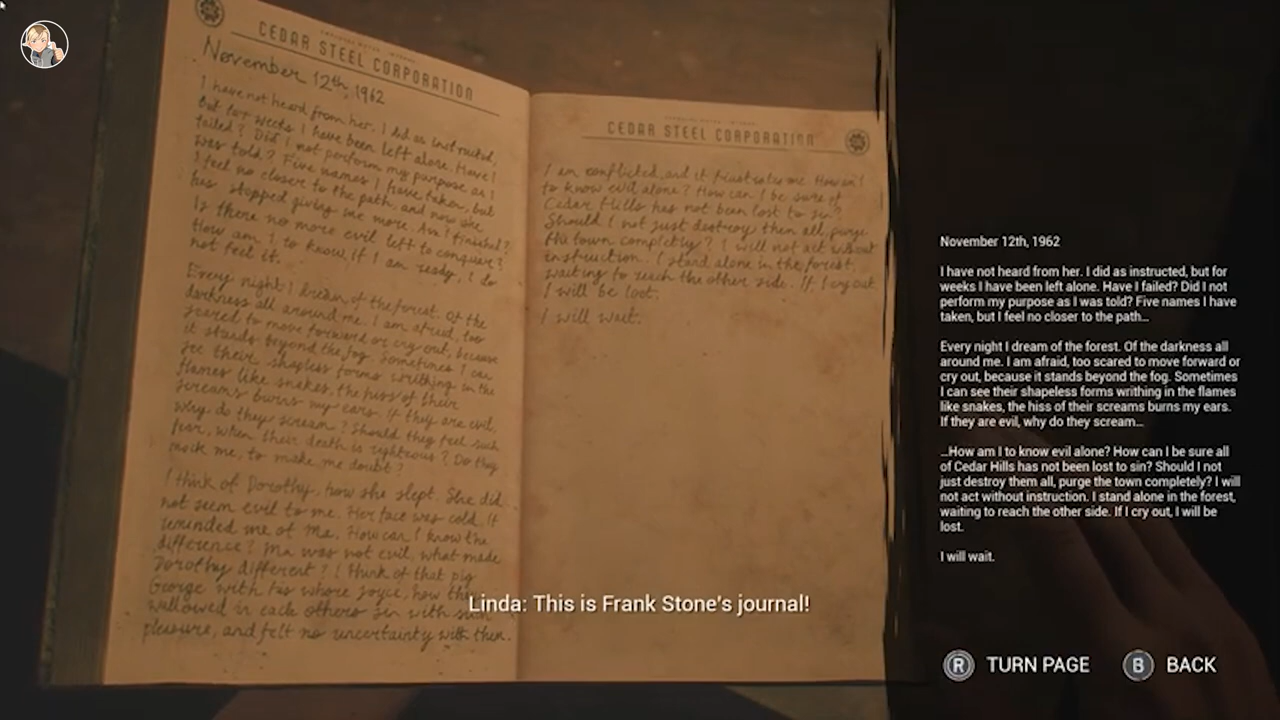 CEDAR STEEL CORPORATION
November 12th, 1962
I have not heard from her. I did as instructed,
but for weeks I have been left alone. Have I
failed? Did I not perform my purpose as I
was told? Five names I have taken, but
I feel no closer to the path, and now she
has stopped giving me more. Am I finished?
Is there no more evil left to conquer?
How am I to know, if I am ready, I do
not feel it.
Every night I dream of the forest. Of the
darkness all around me. I am afraid, too
scared to move forward or cry out, because
it stands beyond the fog. Sometimes I can
see their shapless forms writhing in the
flames like snakes, the hiss of their
screams burns my ears. If they are evil,
why do they scream? Should they feel such
fear, when their death is righteous? Do they
mock me, to make me doubt?
I think of Dorothy, how she slept. She did
not seem evil to me. Her face was cold. It
reminded me of Ma. How can I know the
difference? Ma was not evil, what made
Dorothy different? I think of that pig
George with his whore Joyce, how they
wallowed in each others sin with such
pleasure, and felt no uncertainty with them.
CEDAR STEEL CORPORATION
I am conflicted, and it frustrates me. How am I
to know evil alone? How can I be sure of
Cedar Hills has not been lost to sin?
Should I not just destroy them all, purge
the town completely? I will not act without
instruction. I stand alone in the forest,
waiting to reach the other side. If I cry out
I will be lost.
I will wait.
November 12th, 1962
I have not heard from her. I did as instructed, but for
weeks I have been left alone. Have I failed? Did I not
perform my purpose as I was told? Five names I have
taken, but I feel no closer to the path...
Every night I dream of the forest. Of the darkness all
around me. I am afraid, too scared to move forward or
cry out, because it stands beyond the fog. Sometimes
I can see their shapeless forms writhing in the flames
like snakes, the hiss of their screams burns my ears.
If they are evil, why do they scream...
...How am I to know evil alone? How can I be sure all
of Cedar Hills has not been lost to sin? Should I not
just destroy them all, purge the town completely? I will
not act without instruction. I stand alone in the forest,
waiting to reach the other side. If I cry out, I will be
lost.
I will wait.
Linda: This is Frank Stone's journal!
R TURN PAGE B BACK